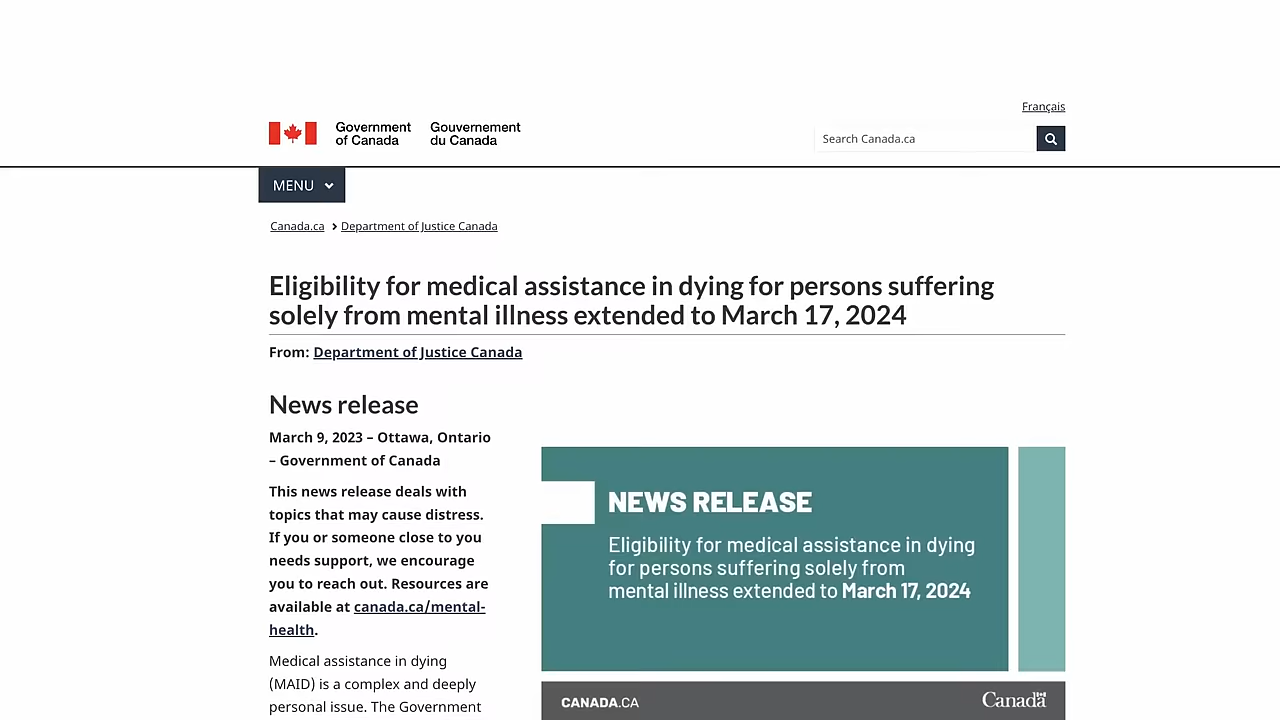 Français
Government of Canada
Gouvernement du Canada
Search Canada.ca
MENU
Canada.ca
Department of Justice Canada
Eligibility for medical assistance in dying for persons suffering
solely from mental illness extended to March 17, 2024
From: Department of Justice Canada
News release
March 9, 2023 – Ottawa, Ontario
– Government of Canada
This news release deals with
topics that may cause distress.
If you or someone close to you
needs support, we encourage
you to reach out. Resources are
available at canada.ca/mental-
health.
Medical assistance in dying
(MAID) is a complex and deeply
personal issue. The Government
NEWS RELEASE
Eligibility for medical assistance in dying
for persons suffering solely from
mental illness extended to March 17, 2024
CANADA.CA
Canada